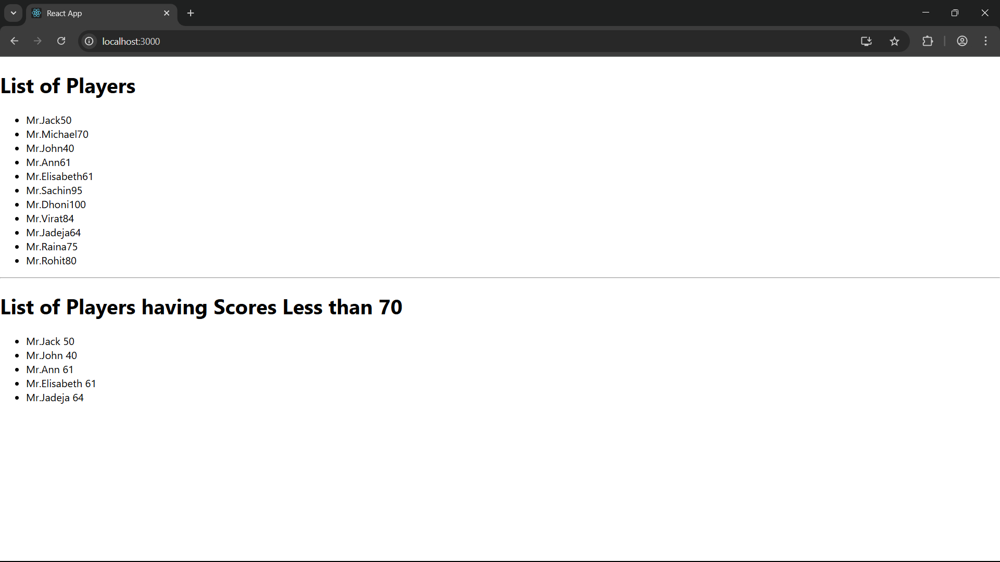 React App
localhost:3000
List of Players
Mr.Jack50
Mr.Michael70
Mr.John40
Mr.Ann61
Mr.Elisabeth61
Mr.Sachin95
Mr.Dhoni100
Mr.Virat84
Mr.Jadeja64
Mr.Raina75
Mr.Rohit80
List of Players having Scores Less than 70
Mr.Jack 50
Mr.John 40
Mr.Ann 61
Mr.Elisabeth 61
Mr.Jadeja 64